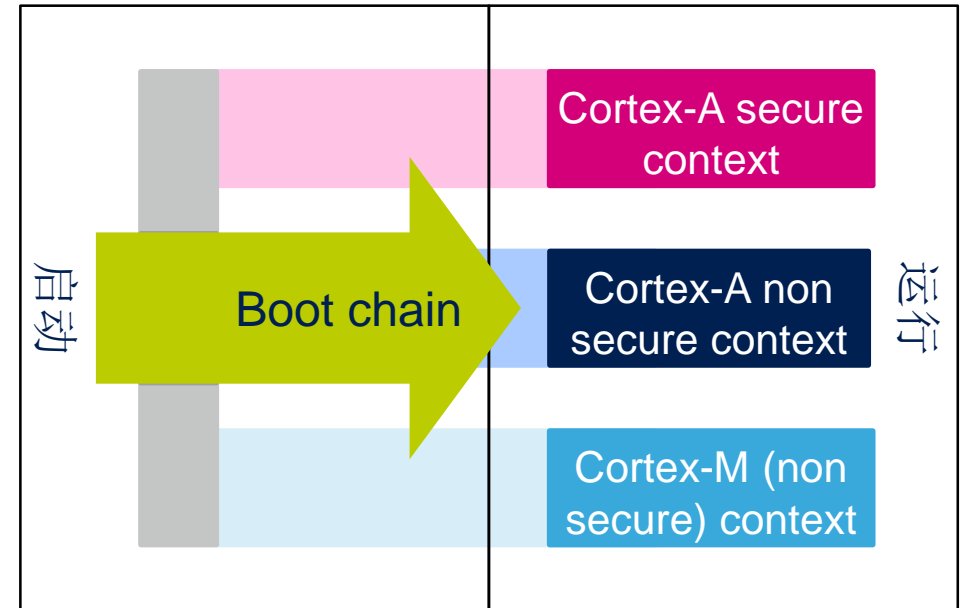 Cortex-A secure
context
启动
Boot chain
Cortex-A non
secure context
运行
Cortex-M (non
secure) context